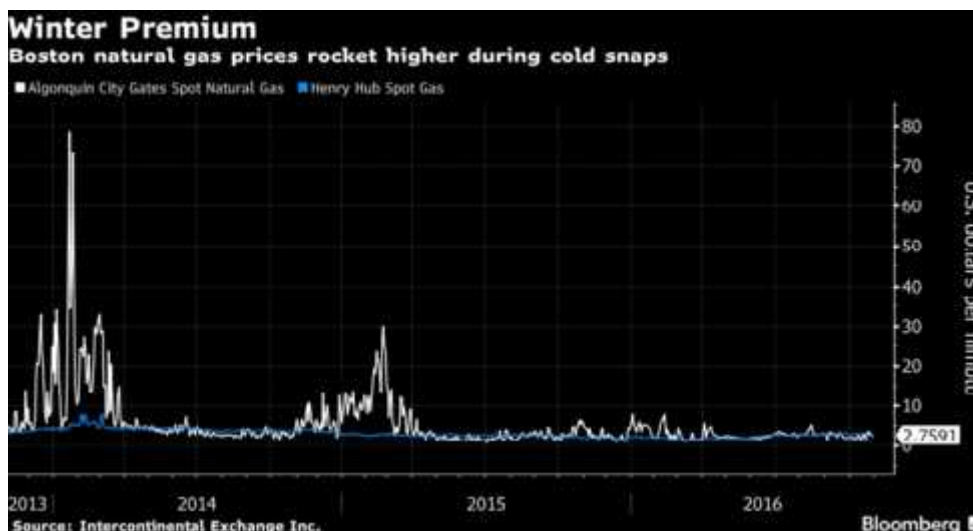 Winter Premium
Boston natural gas prices rocket higher during cold snaps
Algonquin City Gates Spot Natural Gas Henry Hub Spot Gas
80
70
60
50
40
30
20
10
2.7591
0
2013 2014 2015 2016
Source: Intercontinental Exchange Inc.
Bloomberg